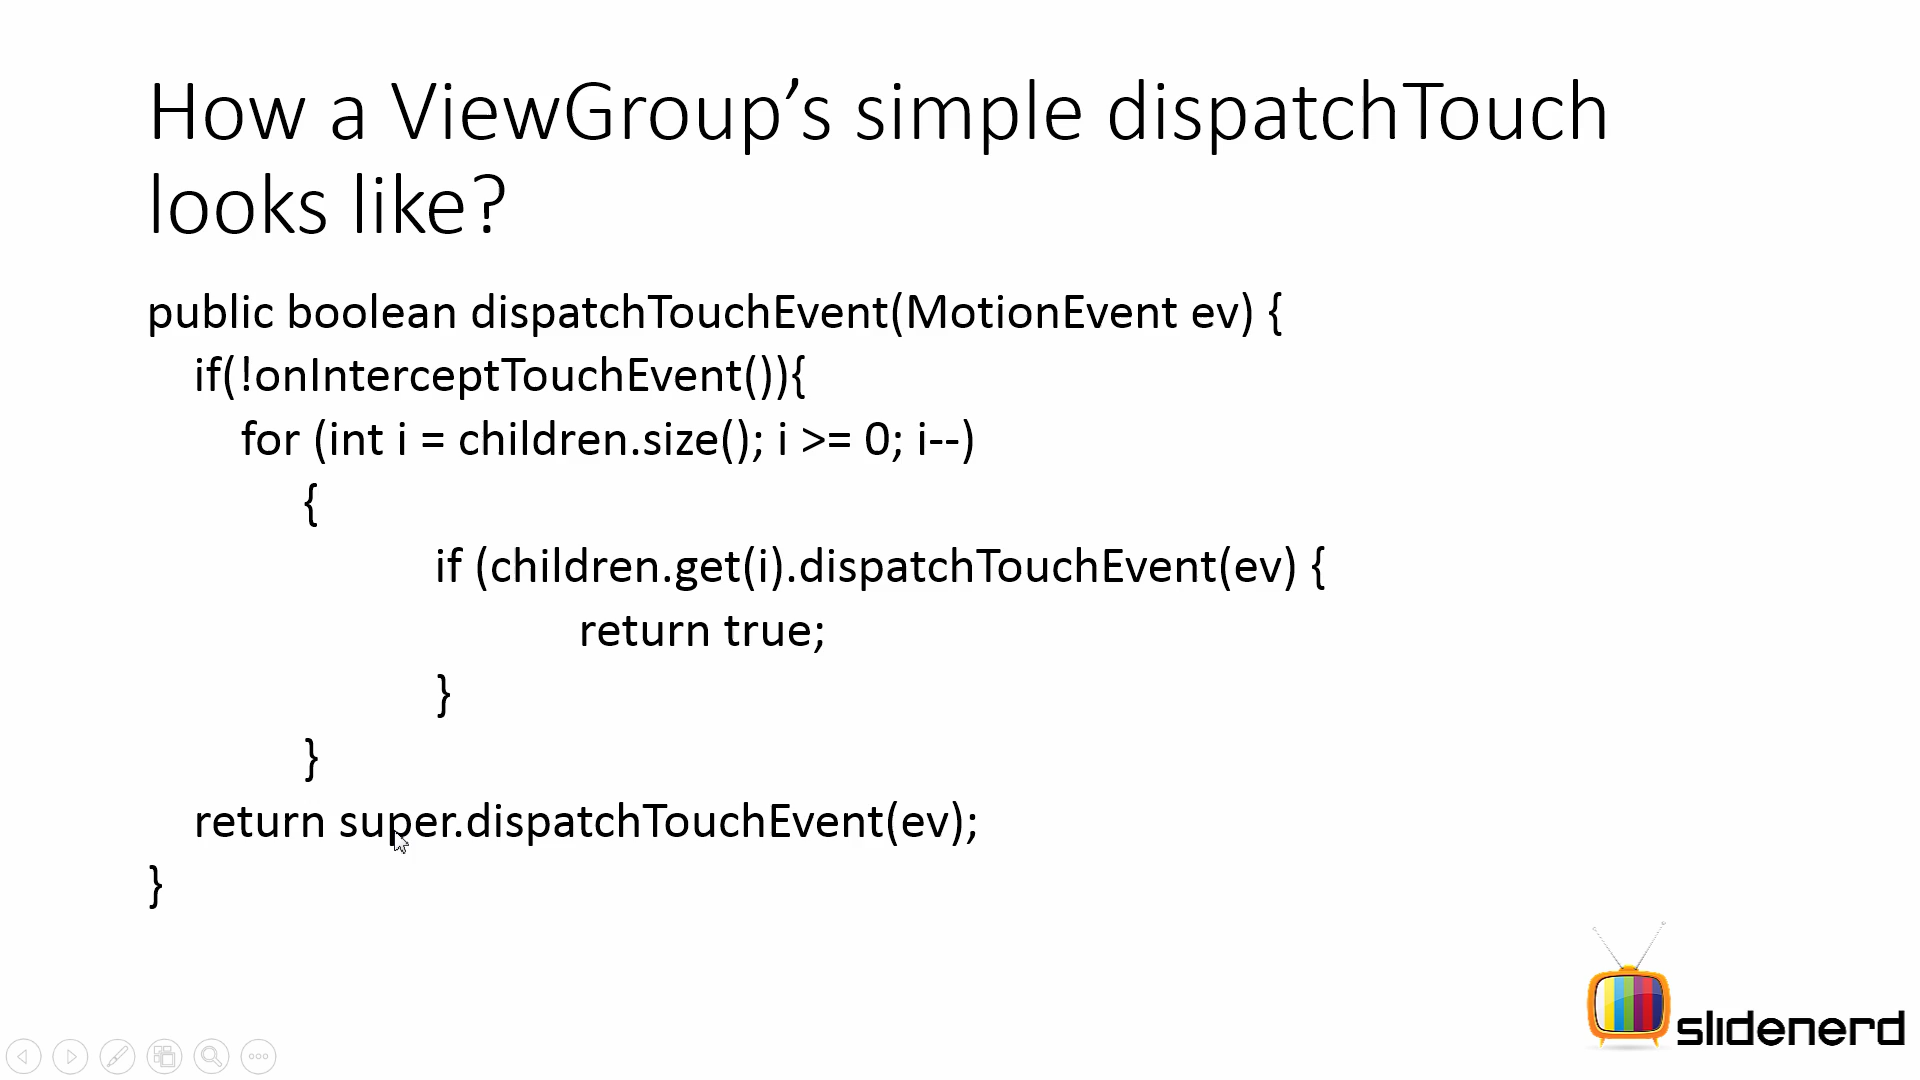 How a ViewGroup’s simple dispatchTouch
looks like?
public boolean dispatchTouchEvent(MotionEvent ev) {
if(!onInterceptTouchEvent()){
for (int i = children.size(); i >= 0; i--)
{
if (children.get(i).dispatchTouchEvent(ev) {
return true;
}
}
return super.dispatchTouchEvent(ev);
}
slidenerd